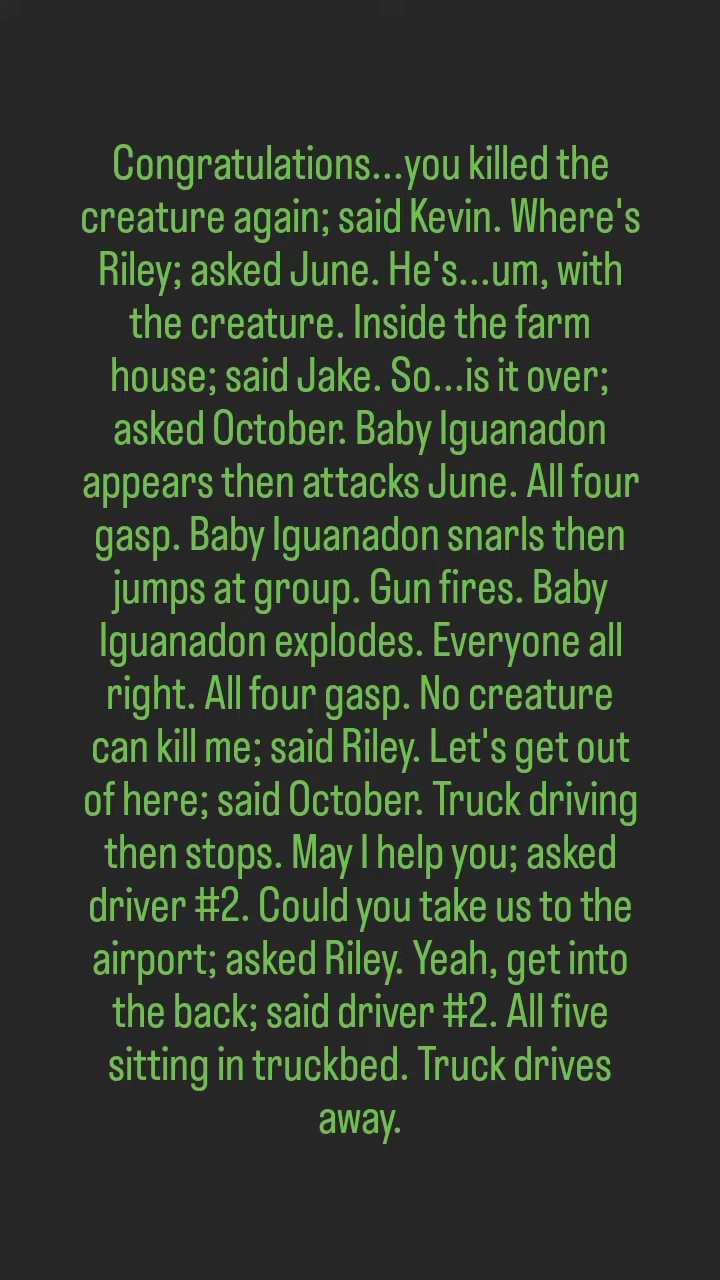 Congratulations...you killed the
creature again; said Kevin. Where's
Riley; asked June. He's...um, with
the creature. Inside the farm
house; said Jake. So...is it over;
asked October. Baby Iguanadon
appears then attacks June. All four
gasp. Baby Iguanadon snarls then
jumps at group. Gun fires. Baby
Iguanadon explodes. Everyone all
right. All four gasp. No creature
can kill me; said Riley. Let's get out
of here; said October. Truck driving
then stops. May I help you; asked
driver #2. Could you take us to the
airport; asked Riley. Yeah, get into
the back; said driver #2. All five
sitting in truckbed. Truck drives
away.